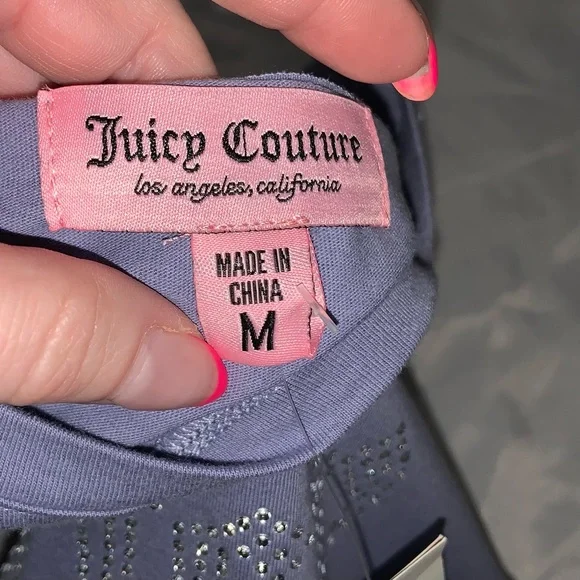 Juicy Couture
los angeles, california
MADE IN
CHINA
M